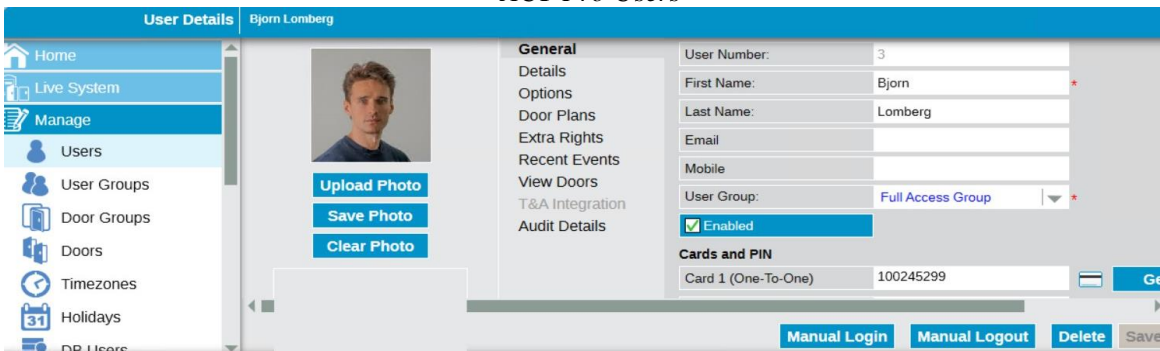 User Details
Bjorn Lomberg
Home
Live System
Manage
Users
User Groups
Door Groups
Doors
Timezones
31
Holidays
DB Users
Upload Photo
Save Photo
Clear Photo
General
Details
Options
Door Plans
Extra Rights
Recent Events
View Doors
T&A Integration
Audit Details
User Number: 3
First Name: Bjorn *
Last Name: Lomberg
Email
Mobile
User Group: Full Access Group *
Enabled
Cards and PIN
Card 1 (One-To-One) 100245299
Manual Login Manual Logout Delete Save